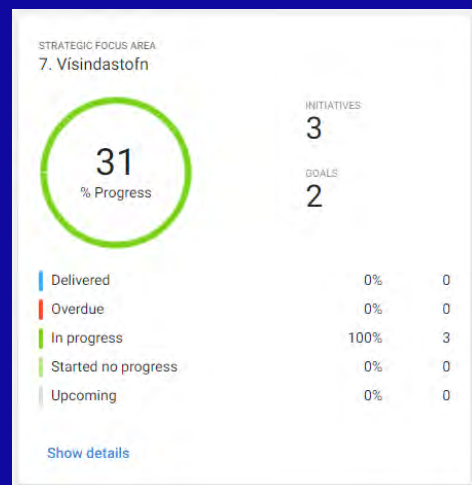 STRATEGIC FOCUS AREA
7. Vísindastofn
31
% Progress
INITIATIVES
3
GOALS
2
Delivered 0% 0
Overdue 0% 0
In progress 100% 3
Started no progress 0% 0
Upcoming 0% 0
Show details